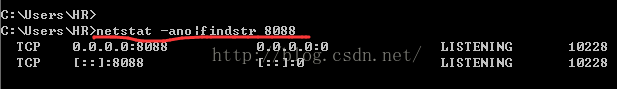 C:\Users\HR>
C:\Users\HR>netstat -ano|findstr 8088
TCP 0.0.0.0:8088 0.0.0.0:0 LISTENING 10228
TCP [::]:8088 [::]:0 LISTENING 10228
http://blog.csdn.net/